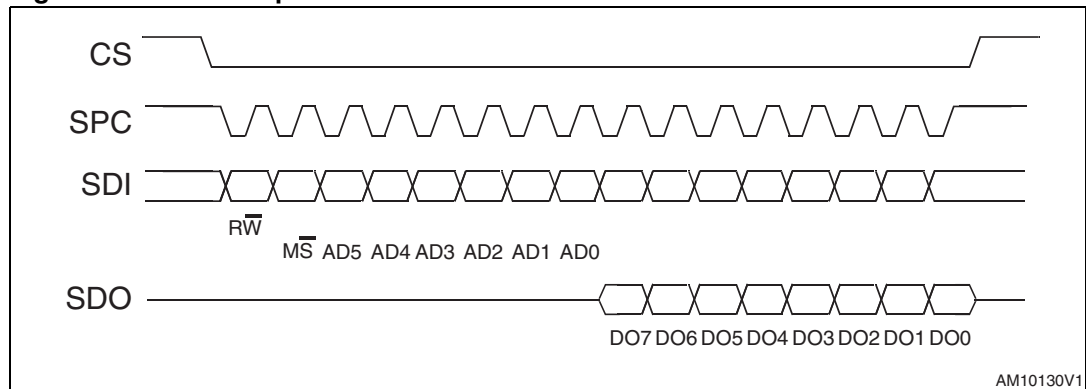 CS
SPC
SDI
RW̅
MS̅ AD5 AD4 AD3 AD2 AD1 AD0
SDO
DO7 DO6 DO5 DO4 DO3 DO2 DO1 DO0
AM10130V1